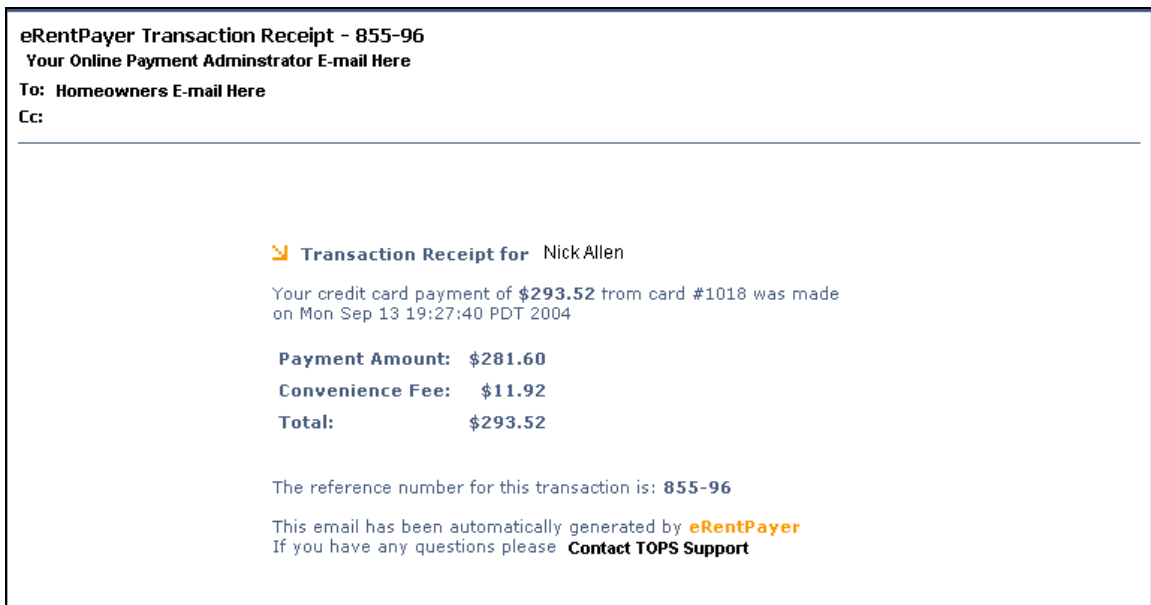 eRentPayer Transaction Receipt - 855-96
Your Online Payment Adminstrator E-mail Here
To: Homeowners E-mail Here
Cc:
Transaction Receipt for Nick Allen
Your credit card payment of $293.52 from card #1018 was made
on Mon Sep 13 19:27:40 PDT 2004
Payment Amount: $281.60
Convenience Fee: $11.92
Total: $293.52
The reference number for this transaction is: 855-96
This email has been automatically generated by eRentPayer
If you have any questions please Contact TOPS Support